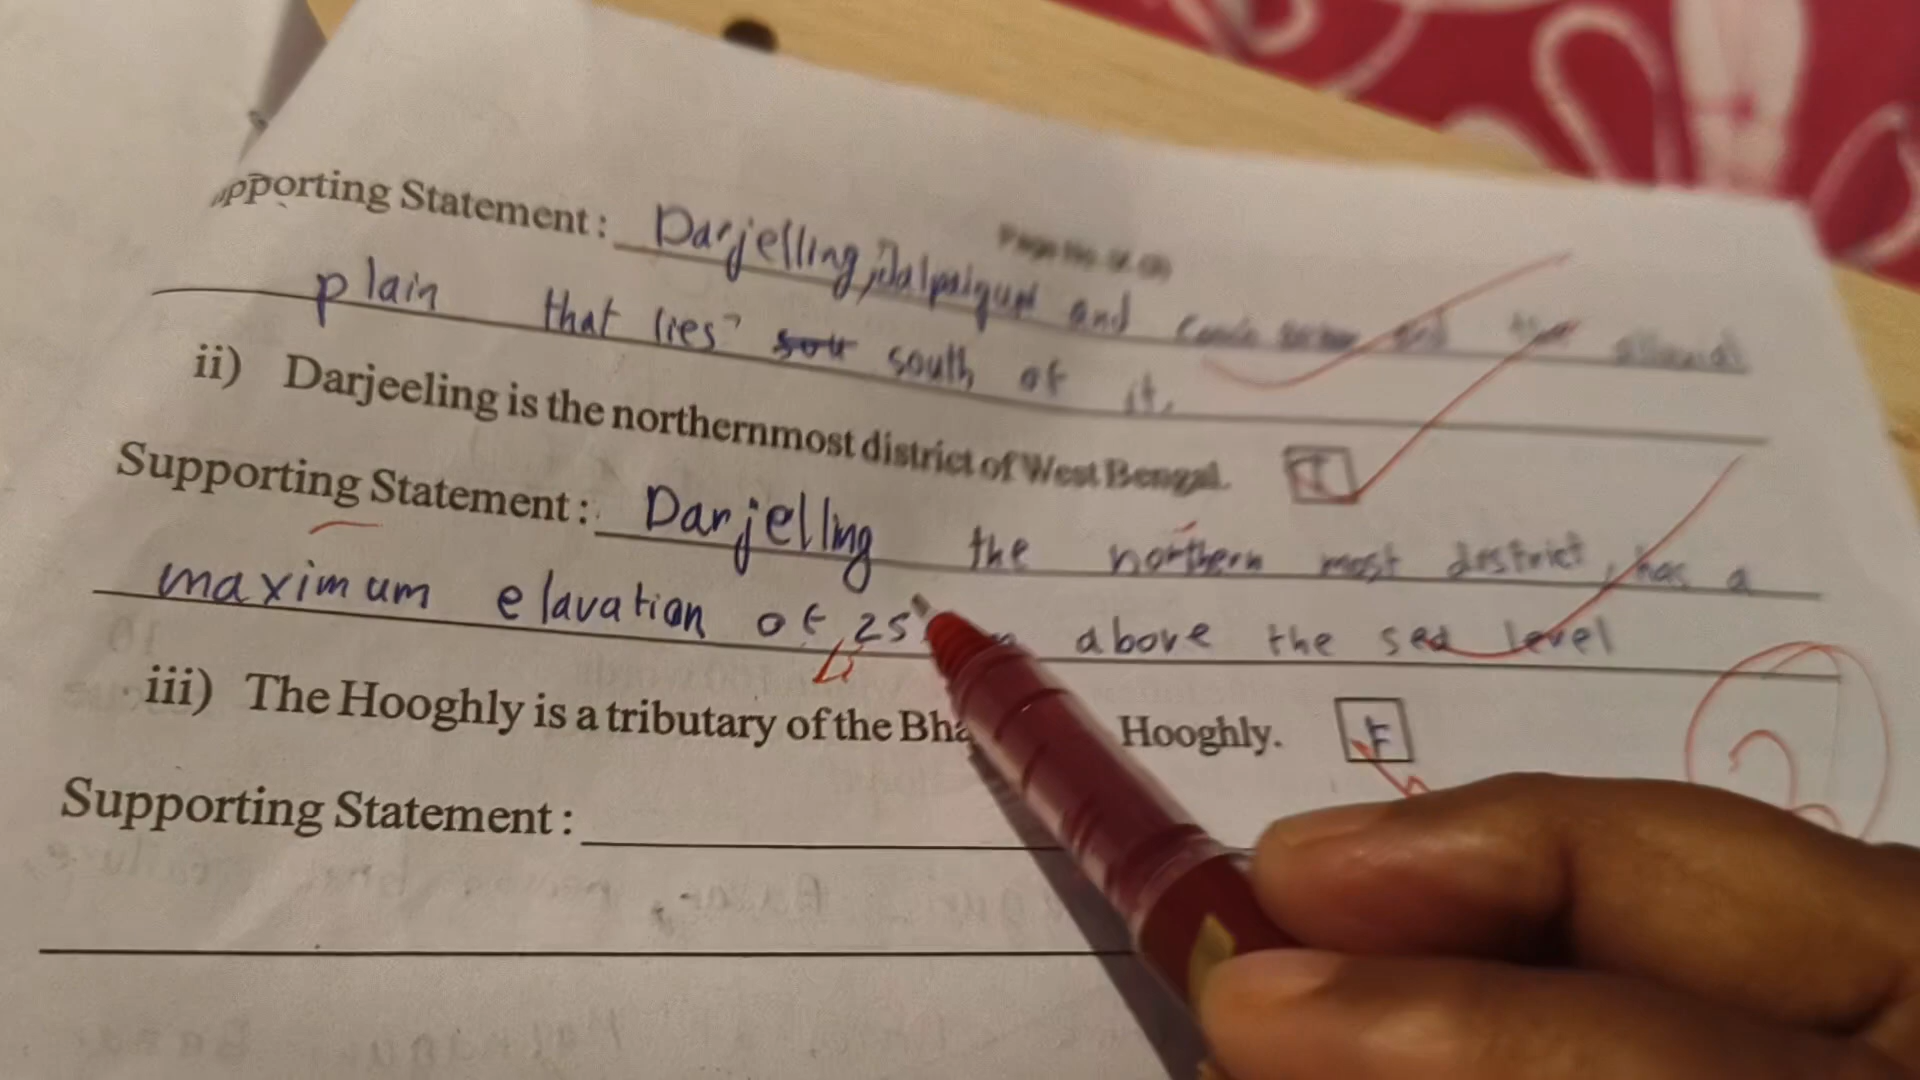 Supporting Statement : Darjelling, Jalpaigur and
plain that lies south of it.
ii) Darjeeling is the northernmost district of West Bengal. T
Supporting Statement : Darjelling the northern most district, has a
maximum elavation of 25 above the sea level
iii) The Hooghly is a tributary of the Bha Hooghly. F
Supporting Statement :